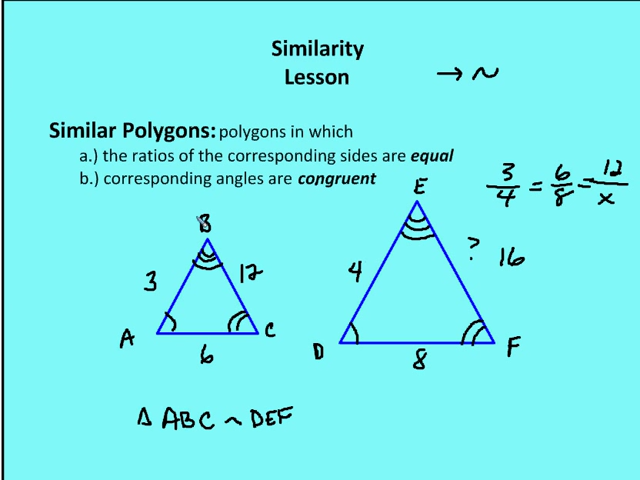 Similarity
Lesson
→ ~
Similar Polygons: polygons in which
a.) the ratios of the corresponding sides are equal
b.) corresponding angles are congruent
3/4 = 6/8 = 12/x
B
E
3
12
4
? 16
A
C
D
F
6
8
Δ ABC ~ DEF